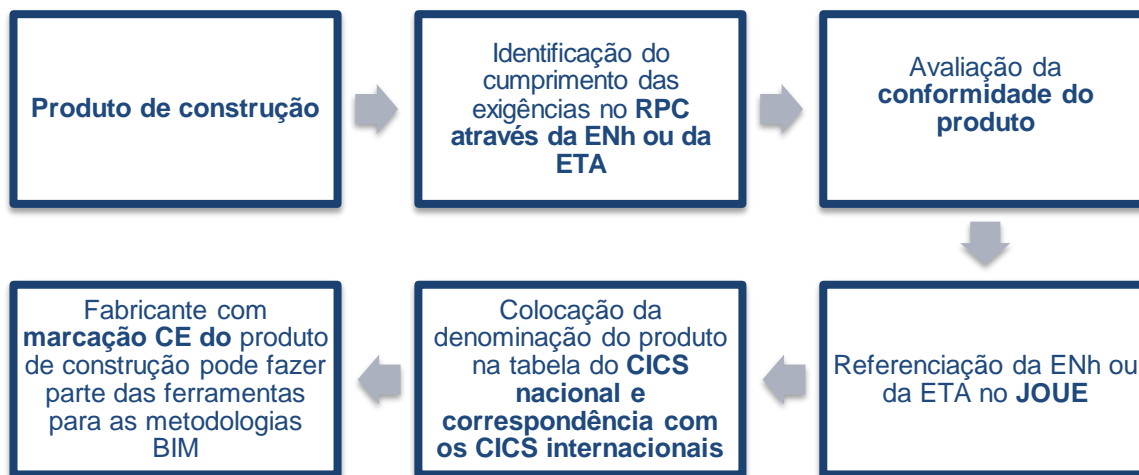 Produto de construção
Identificação do
cumprimento das
exigências no RPC
através da ENh ou da
ETA
Avaliação da
conformidade do
produto
Referenciação da ENh ou
da ETA no JOUE
Colocação da
denominação do produto
na tabela do CICS
nacional e
correspondência com
os CICS internacionais
Fabricante com
marcação CE do produto
de construção pode fazer
parte das ferramentas
para as metodologias
BIM